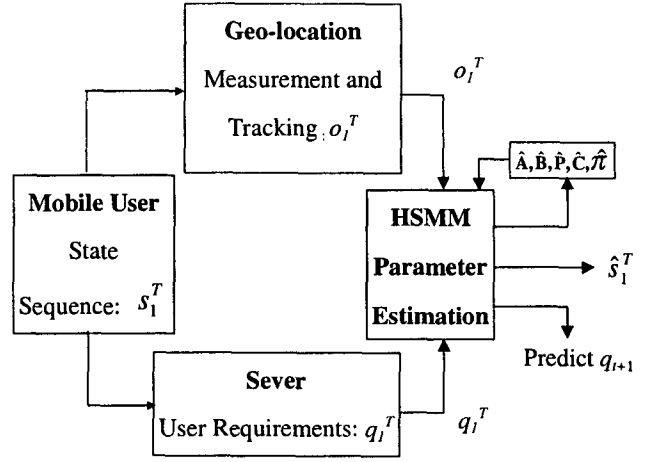 Geo-location
Measurement and
Tracking : o_1^T
o_1^T
Â, B̂, P̂, Ĉ, π̂
Mobile User
State
Sequence: s_1^T
HSMM
Parameter
Estimation
ŝ_1^T
Predict q_{t+1}
Sever
User Requirements: q_1^T
q_1^T